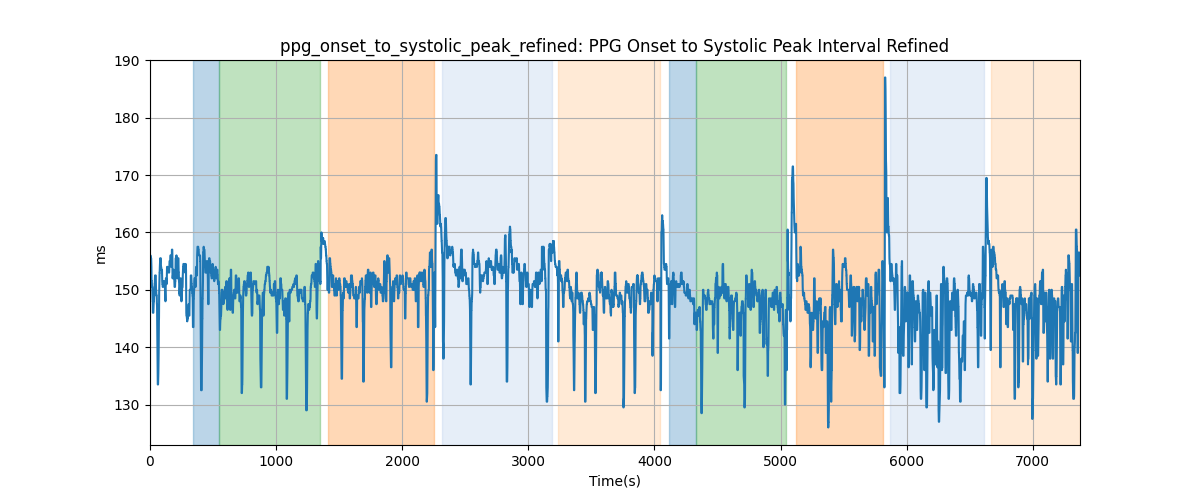 ppg_onset_to_systolic_peak_refined: PPG Onset to Systolic Peak Interval Refined
190
180
170
160
150
140
130
ms
0 1000 2000 3000 4000 5000 6000 7000
Time(s)